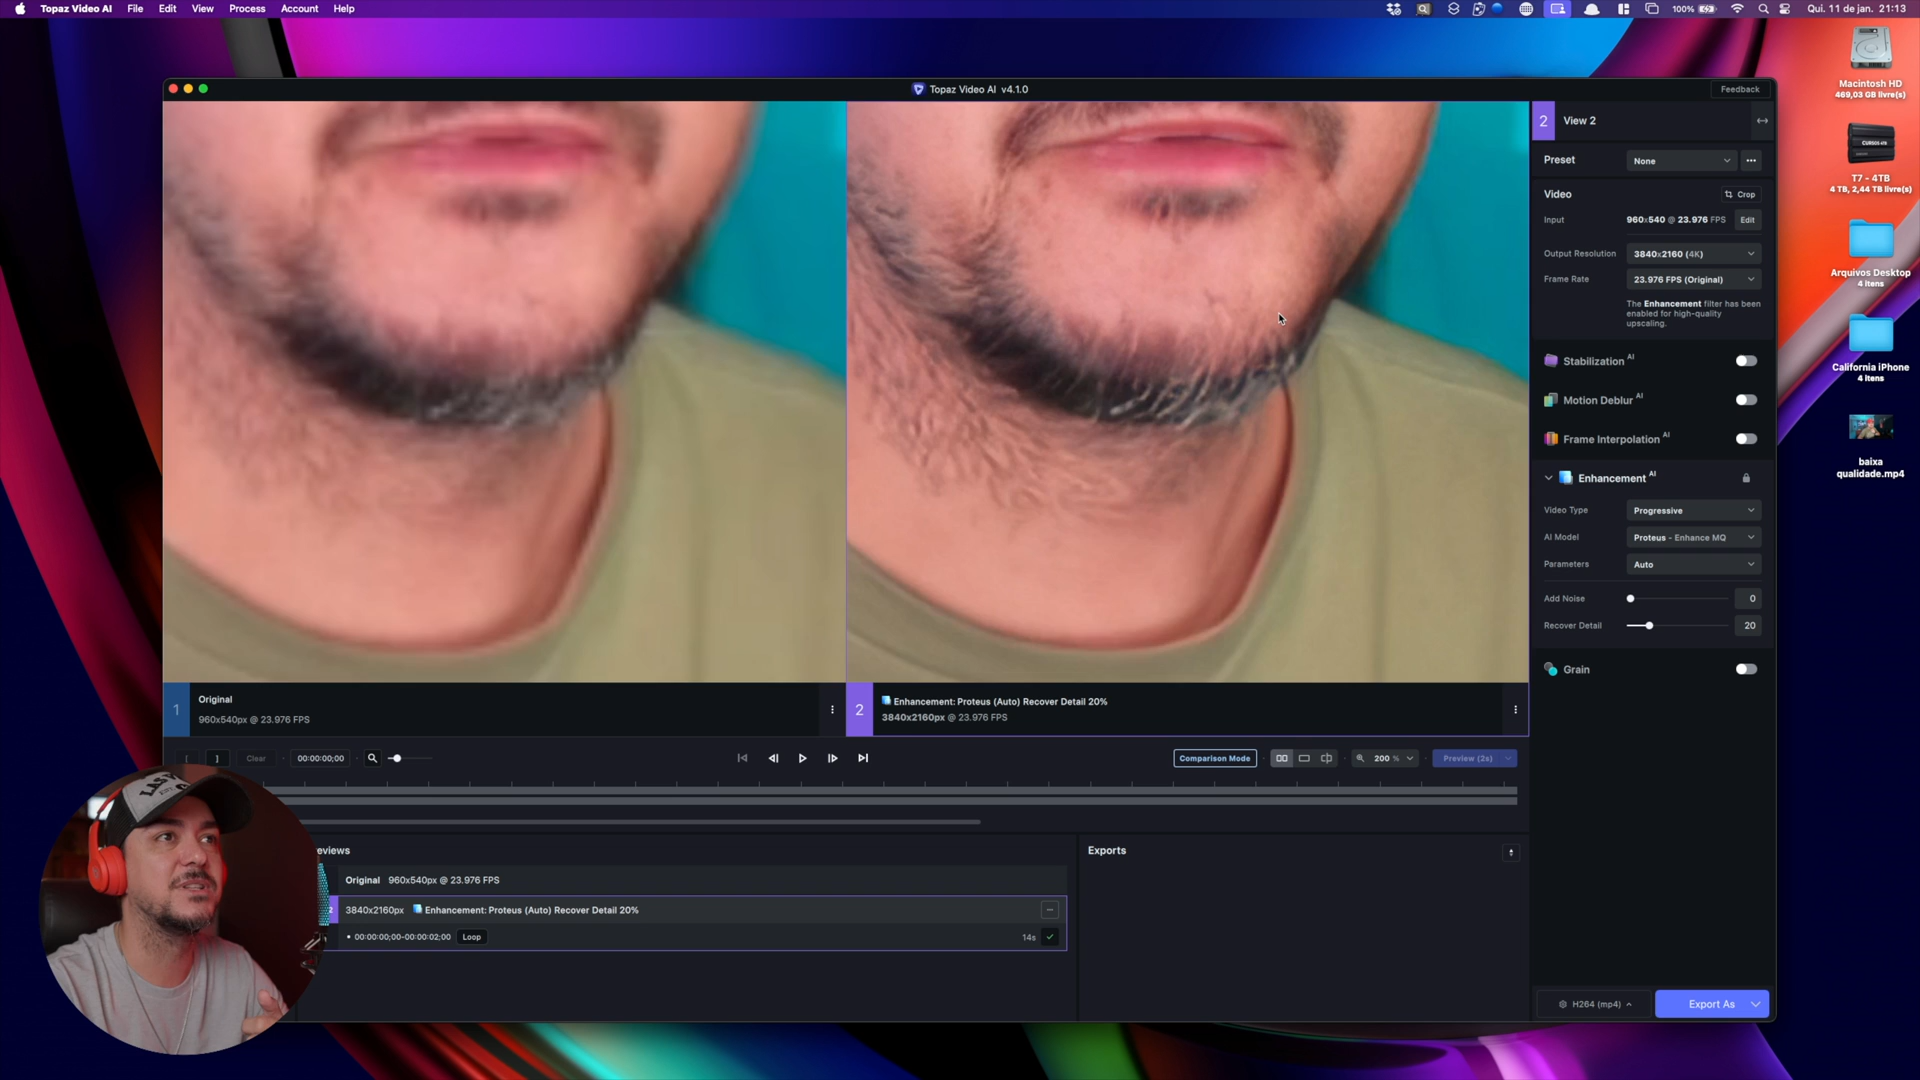 Topaz Video AI File Edit View Process Account Help
100% Qui. 11 de jan. 21:13
Macintosh HD
469,03 GB livre(s)
T7 - 4TB
4 TB, 2,44 TB livre(s)
Arquivos Desktop
4 itens
California iPhone
4 itens
baixa
qualidade.mp4
Topaz Video AI v4.1.0
Feedback
2 View 2
Preset None
Video Crop
Input 960x540 @ 23.976 FPS Edit
Output Resolution 3840x2160 (4K)
Frame Rate 23.976 FPS (Original)
The Enhancement filter has been
enabled for high-quality
upscaling.
Stabilization AI
Motion Deblur AI
Frame Interpolation AI
Enhancement AI
Video Type Progressive
AI Model Proteus - Enhance MQ
Parameters Auto
Add Noise 0
Recover Detail 20
Grain
1 Original
960x540px @ 23.976 FPS
2 Enhancement: Proteus (Auto) Recover Detail 20%
3840x2160px @ 23.976 FPS
[ ] Clear 00:00:00;00
Comparison Mode 200 % Preview (2s)
eviews
Original 960x540px @ 23.976 FPS
2 3840x2160px Enhancement: Proteus (Auto) Recover Detail 20%
00:00:00;00-00:00:02;00 Loop 14s
Exports
H264 (mp4) Export As